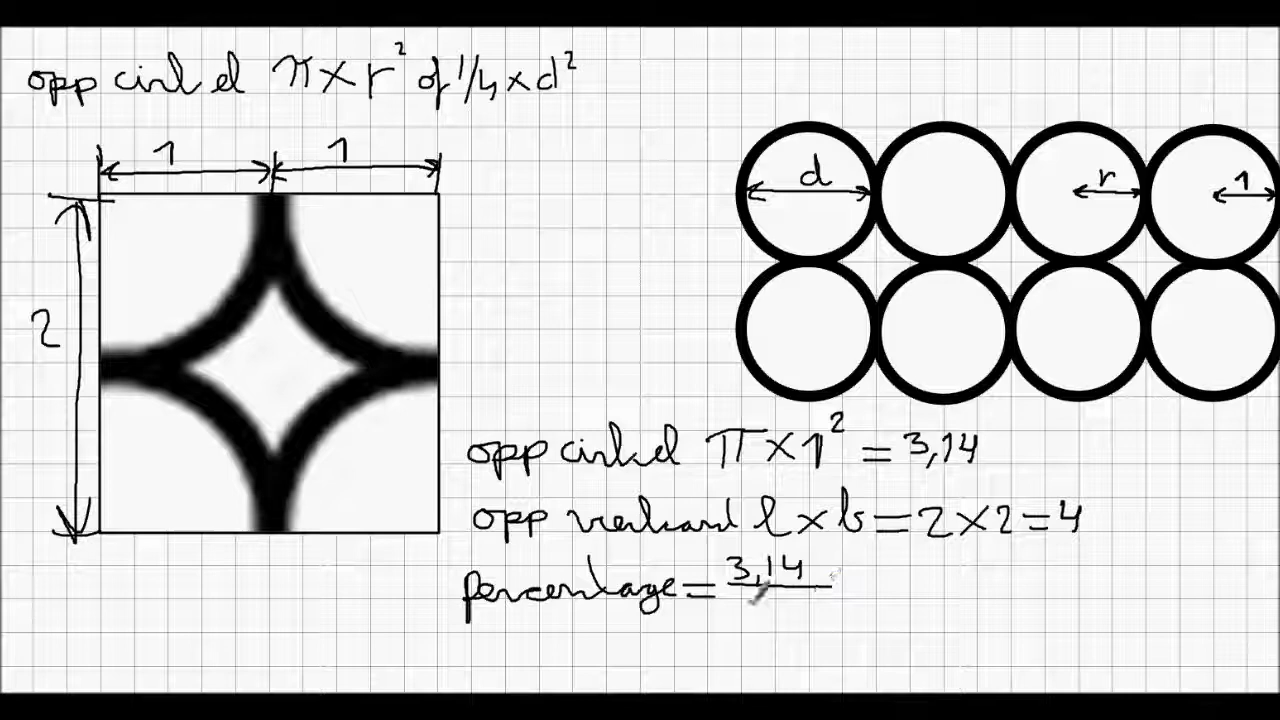 opp cirkel π x r² of 1/4 x d²
1 1
2
d r 1
opp cirkel π x 1² = 3,14
opp vierkant l x b = 2 x 2 = 4
percentage = 3,14